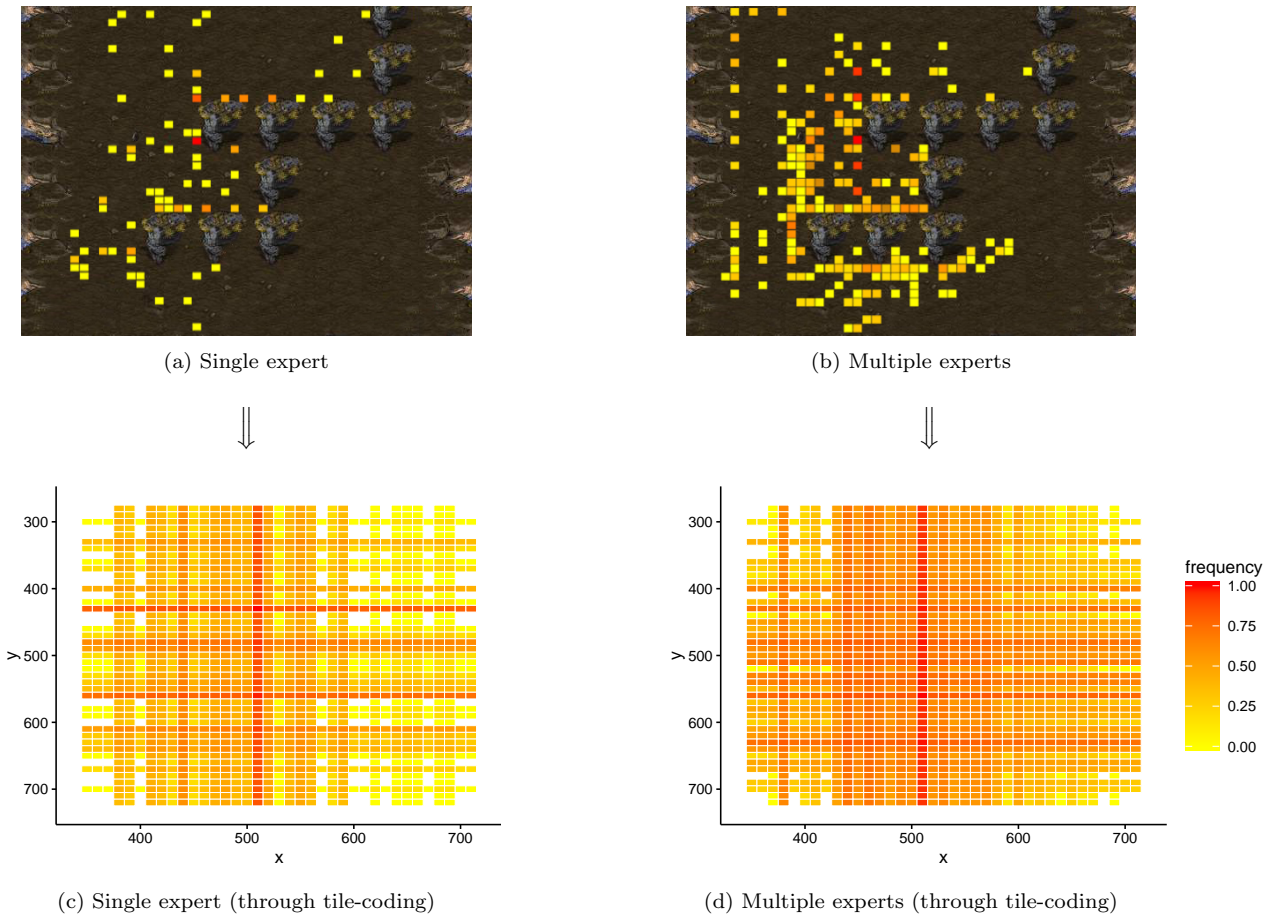 (a) Single expert
(b) Multiple experts
⇓
⇓
300
400
500
600
700
y
400
500
600
700
x
300
400
500
600
700
y
400
500
600
700
x
frequency
1.00
0.75
0.50
0.25
0.00
(c) Single expert (through tile-coding)
(d) Multiple experts (through tile-coding)